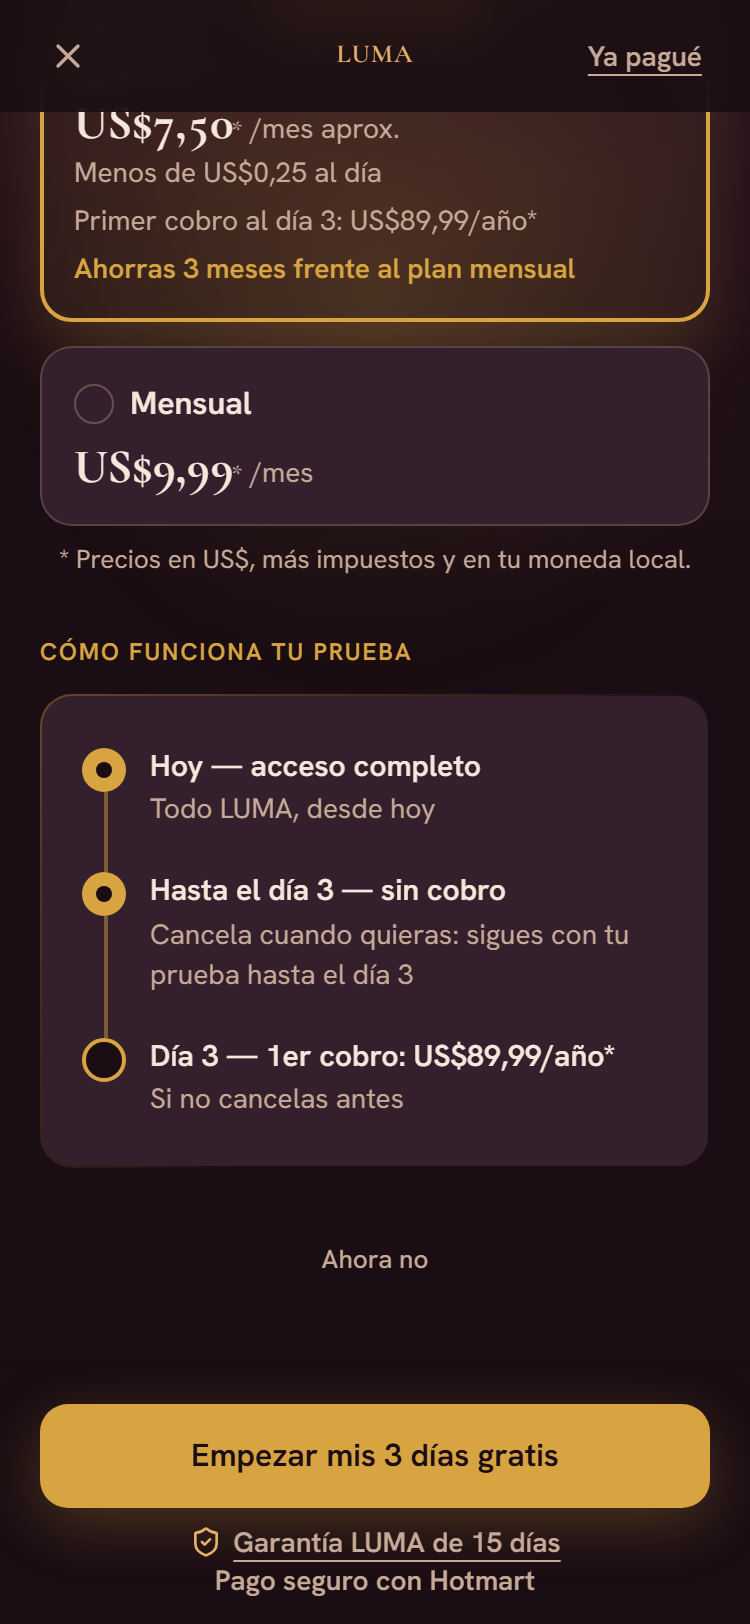 LUMA
Ya pagué
US$7,50* /mes aprox.
Menos de US$0,25 al día
Primer cobro al día 3: US$89,99/año*
Ahorras 3 meses frente al plan mensual
Mensual
US$9,99* /mes
* Precios en US$, más impuestos y en tu moneda local.
CÓMO FUNCIONA TU PRUEBA
Hoy — acceso completo
Todo LUMA, desde hoy
Hasta el día 3 — sin cobro
Cancela cuando quieras: sigues con tu
prueba hasta el día 3
Día 3 — 1er cobro: US$89,99/año*
Si no cancelas antes
Ahora no
Empezar mis 3 días gratis
Garantía LUMA de 15 días
Pago seguro con Hotmart